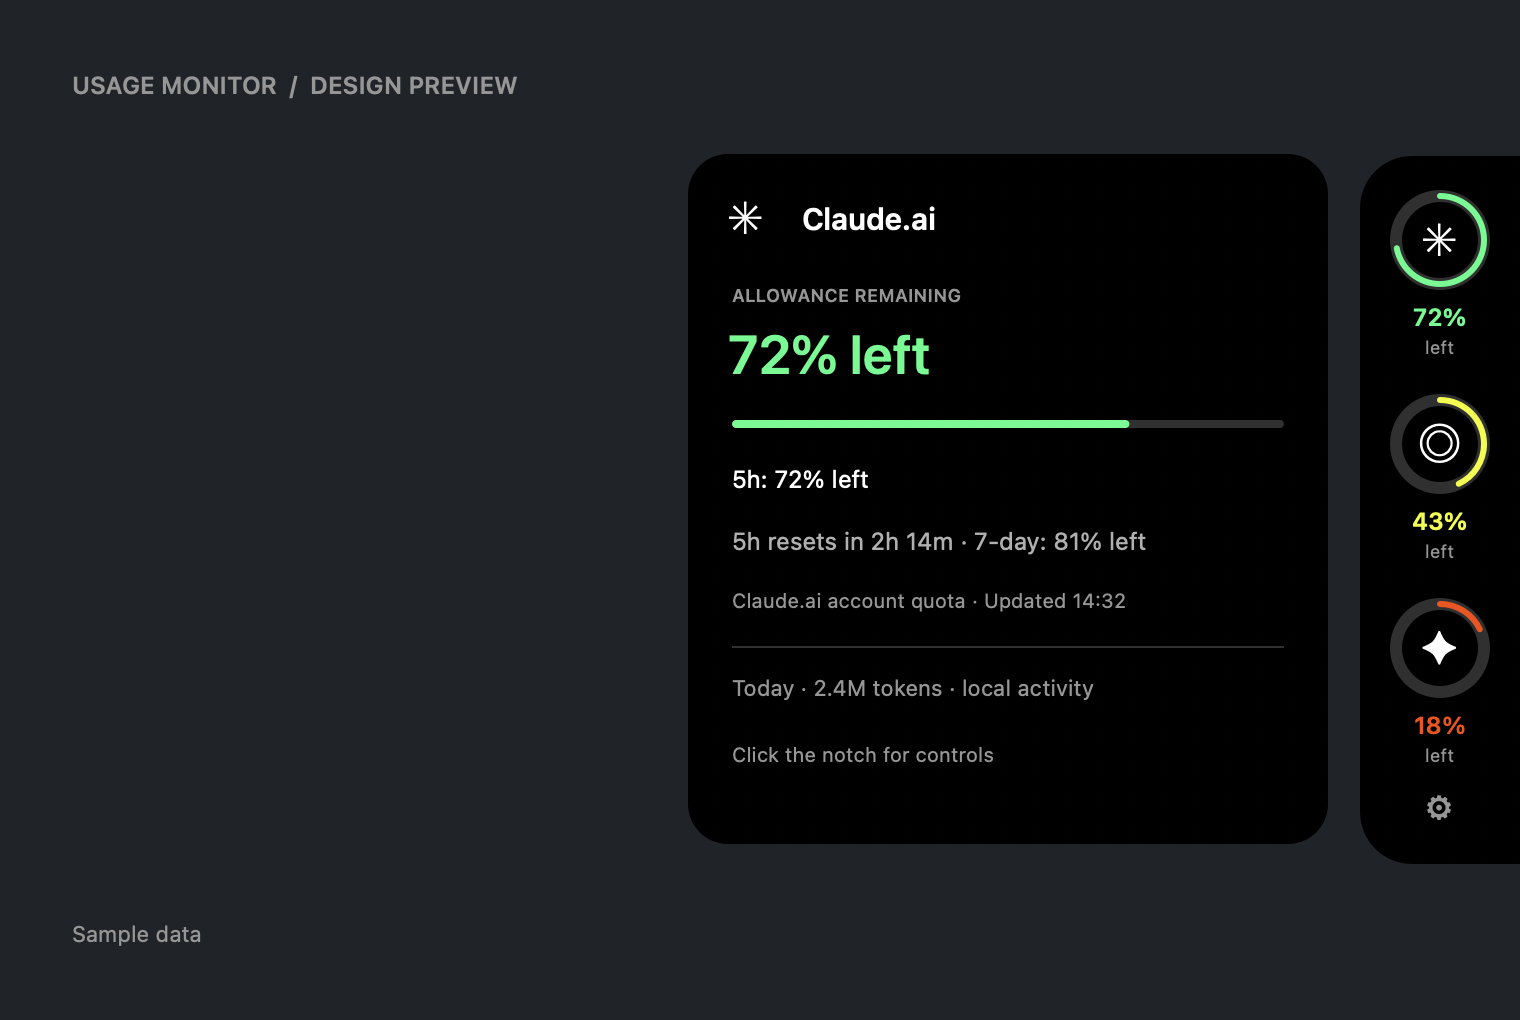 USAGE MONITOR / DESIGN PREVIEW
Claude.ai
ALLOWANCE REMAINING
72% left
5h: 72% left
5h resets in 2h 14m · 7-day: 81% left
Claude.ai account quota · Updated 14:32
Today · 2.4M tokens · local activity
Click the notch for controls
72%
left
43%
left
18%
left
Sample data